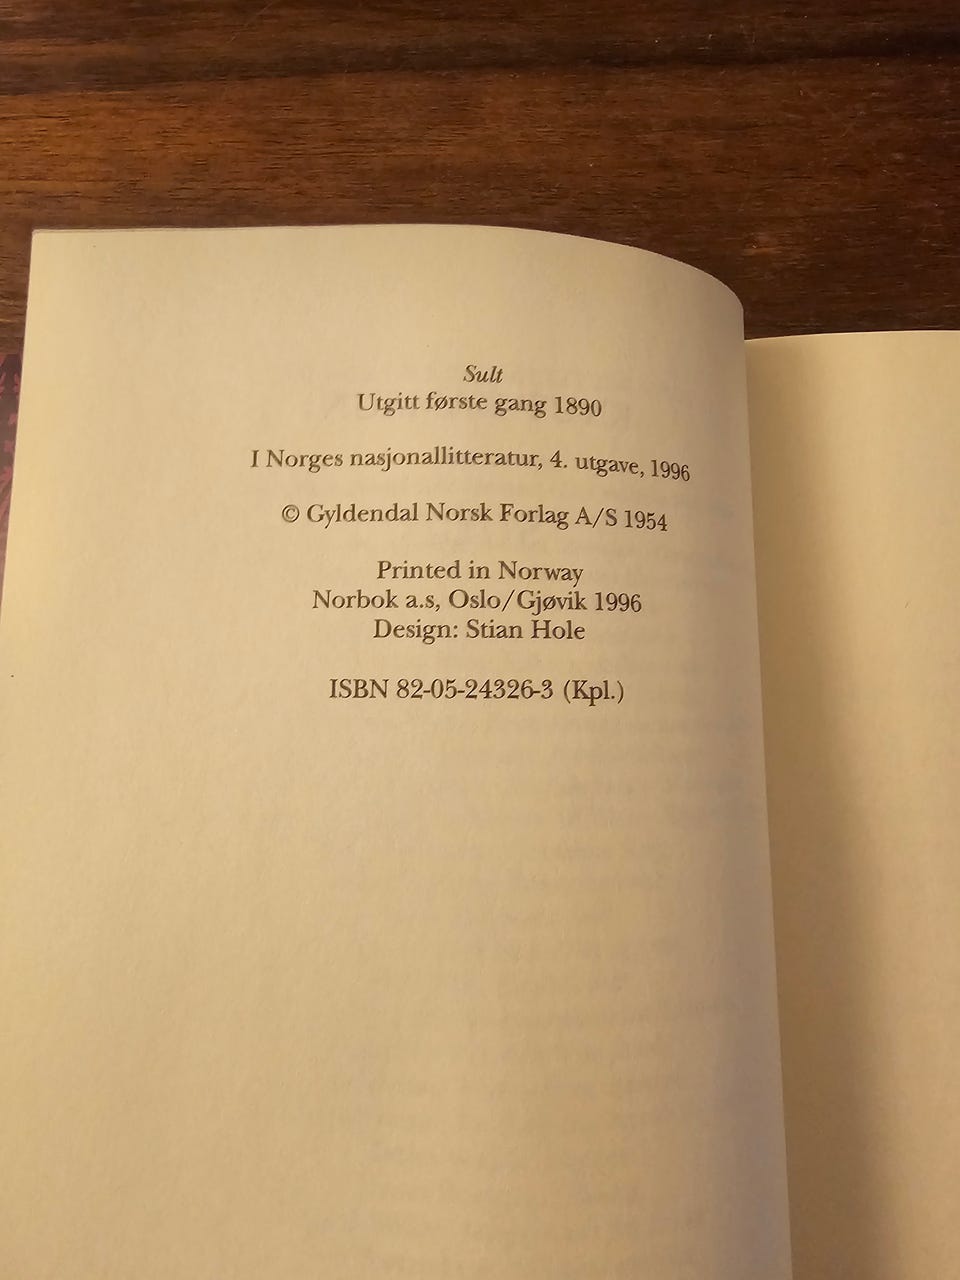 Sult
Utgitt første gang 1890
I Norges nasjonallitteratur, 4. utgave, 1996
© Gyldendal Norsk Forlag A/S 1954
Printed in Norway
Norbok a.s, Oslo/Gjøvik 1996
Design: Stian Hole
ISBN 82-05-24326-3 (Kpl.)